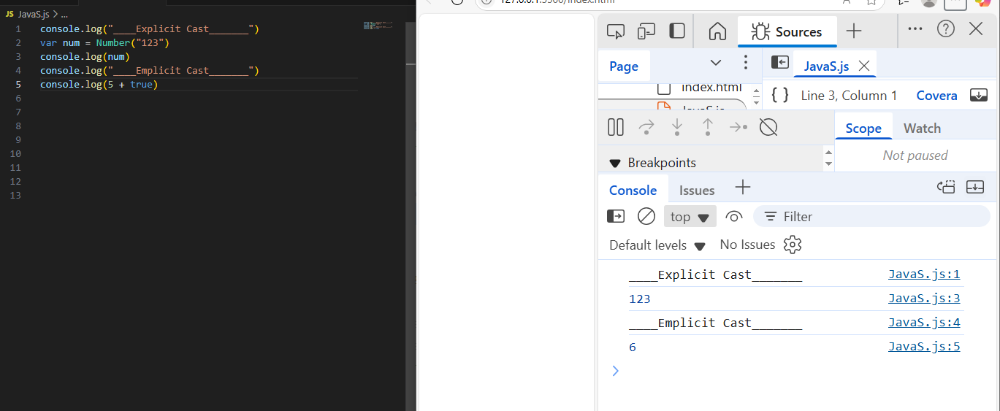 JS JavaS.js > ...
1 console.log("____Explicit Cast_______")
2 var num = Number("123")
3 console.log(num)
4 console.log("____Emplicit Cast_______")
5 console.log(5 + true)
6
7
8
9
10
11
12
13
127.0.0.1:5500/index.html
Sources
Page
JavaS.js
index.html
JavaS.js
{ } Line 3, Column 1 Covera
Scope Watch
Not paused
Breakpoints
Console Issues
top Filter
Default levels No Issues
____Explicit Cast_______ JavaS.js:1
123 JavaS.js:3
____Emplicit Cast_______ JavaS.js:4
6 JavaS.js:5